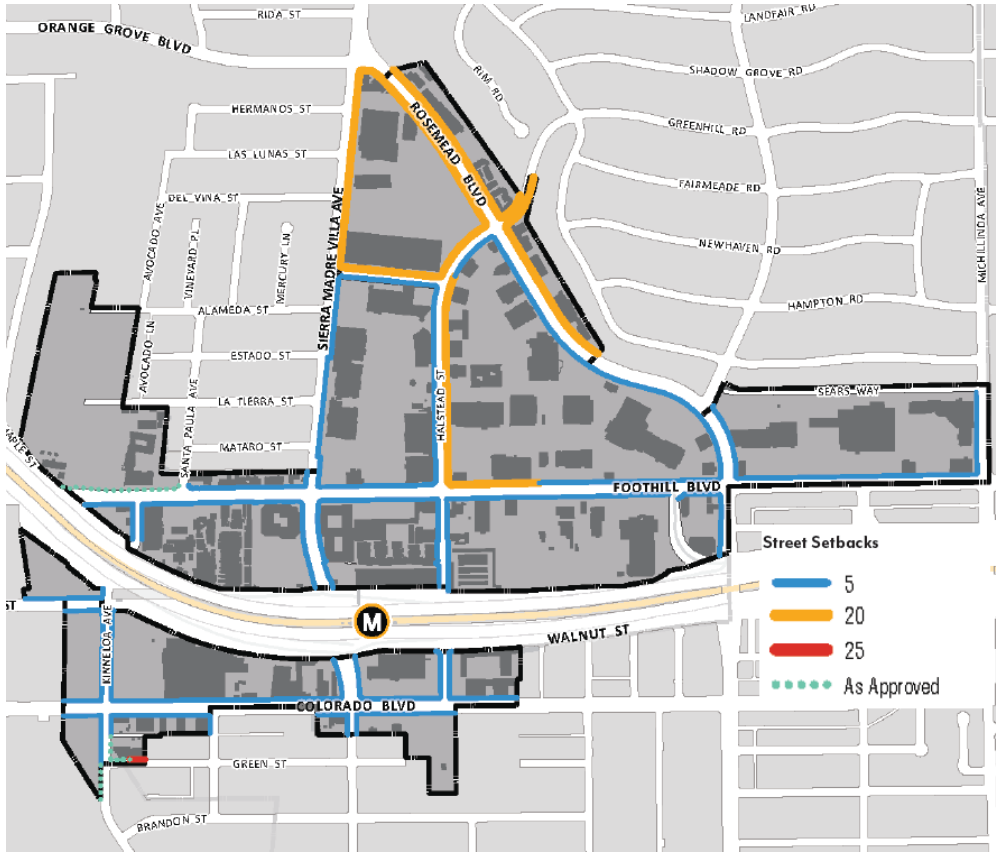 RIDA ST
LANDFAIR RD
ORANGE GROVE BLVD
RIM RD
SHADOW GROVE RD
HERMANOS ST
ROSEMEAD BLVD
GREENHILL RD
LAS LUNAS ST
DEL VINA ST
FAIRMEADE RD
AVOCADO AVE
VINEYARD PL
MERCURY LN
SIERRA MADRE VILLA AVE
NEWHAVEN RD
MICHILLINDA AVE
ALAMEDA ST
HAMPTON RD
AVOCADO LN
ESTADO ST
HALSTEAD ST
SEARS WAY
LA TIERRA ST
SANTA PAULA AVE
MATARO ST
MAPLE ST
FOOTHILL BLVD
Street Setbacks
5
20
25
As Approved
ST
M
WALNUT ST
KINNELOA AVE
COLORADO BLVD
GREEN ST
BRANDON ST